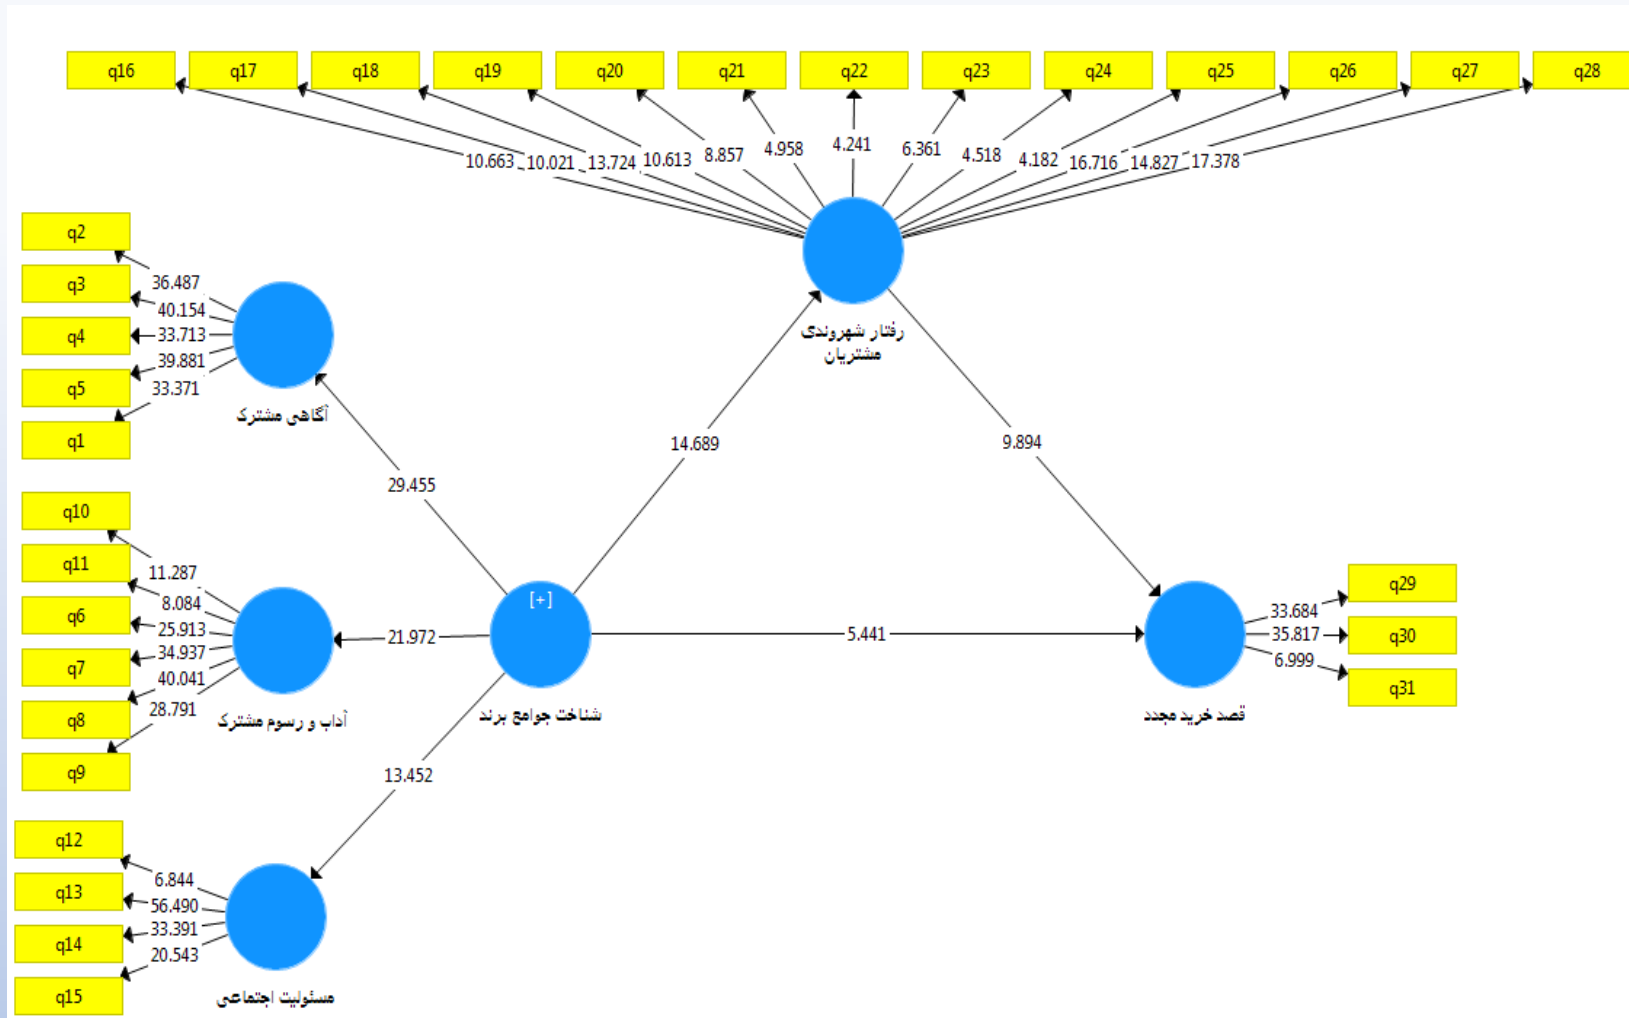 q16 q17 q18 q19 q20 q21 q22 q23 q24 q25 q26 q27 q28
10.663 10.021 13.724 10.613 8.857 4.958 4.241 6.361 4.518 4.182 16.716 14.827 17.378
رفتار شهروندی
مشتریان
q2
q3
q4
q5
q1
36.487
40.154
33.713
39.881
33.371
آگاهی مشترک
29.455
14.689
9.894
q10
q11
q6
q7
q8
q9
11.287
8.084
25.913
34.937
40.041
28.791
آداب و رسوم مشترک
21.972
[+]
شناخت جوامع برند
5.441
قصد خرید مجدد
33.684
35.817
6.999
q29
q30
q31
13.452
q12
q13
q14
q15
6.844
56.490
33.391
20.543
مسئولیت اجتماعی